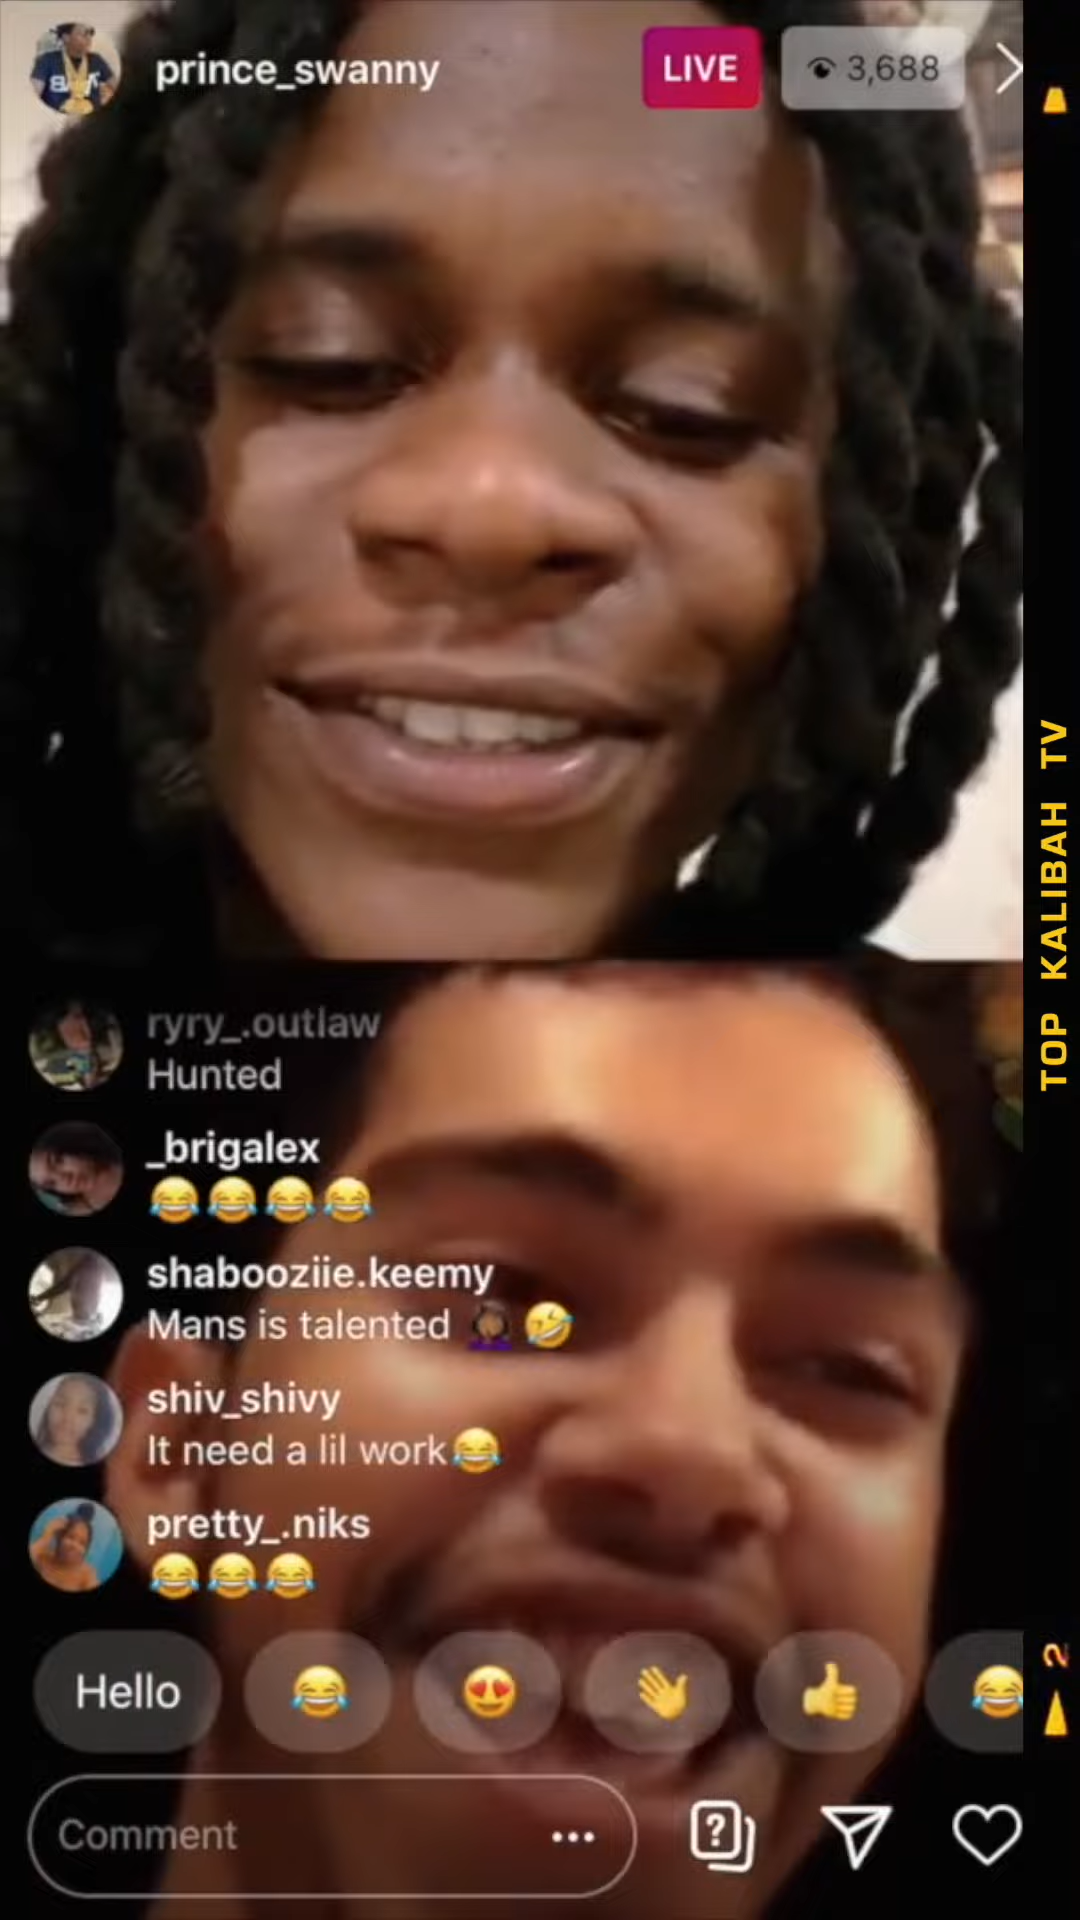 prince_swanny
LIVE
3,688
TOP KALIBAH TV
ryry_.outlaw
Hunted
_brigalex
😂😂😂😂
shabooziie.keemy
Mans is talented 🤦🏾‍♀️🤣
shiv_shivy
It need a lil work😂
pretty_.niks
😂😂😂
Hello
Comment